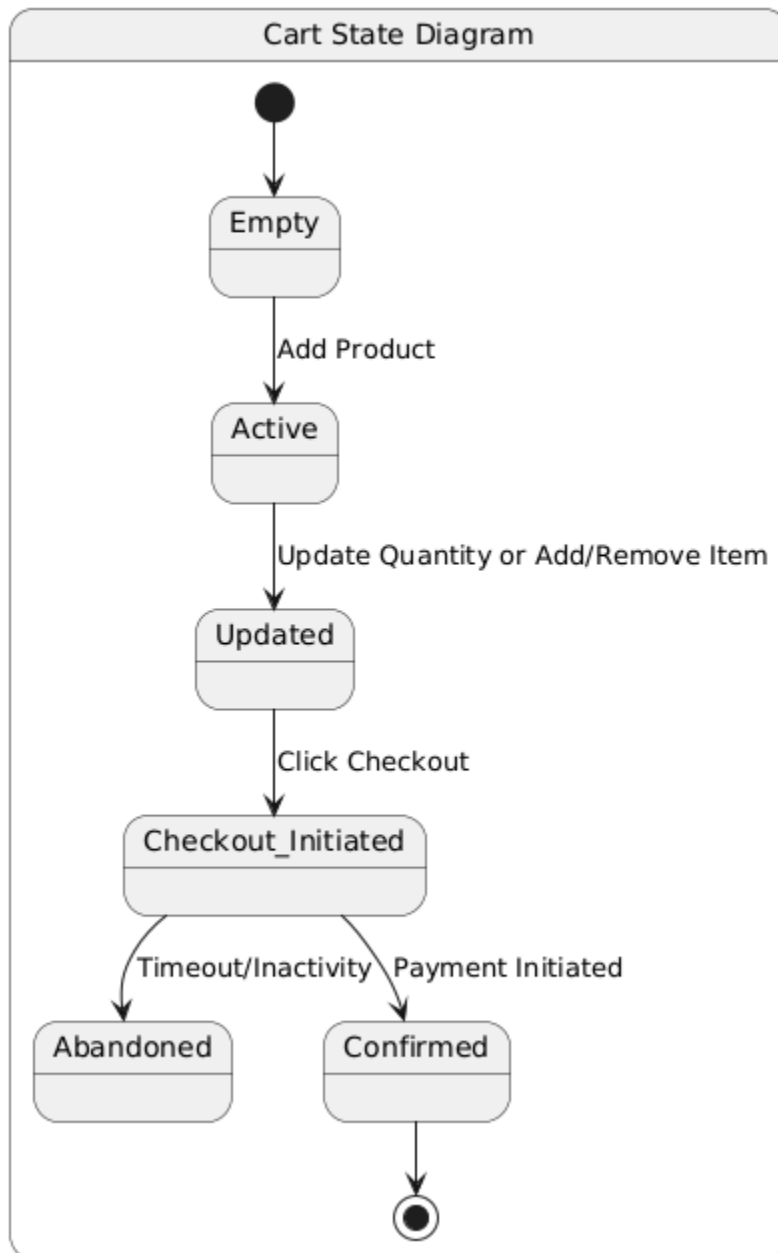 Cart State Diagram
Empty
Add Product
Active
Update Quantity or Add/Remove Item
Updated
Click Checkout
Checkout_Initiated
Timeout/Inactivity
Payment Initiated
Abandoned
Confirmed